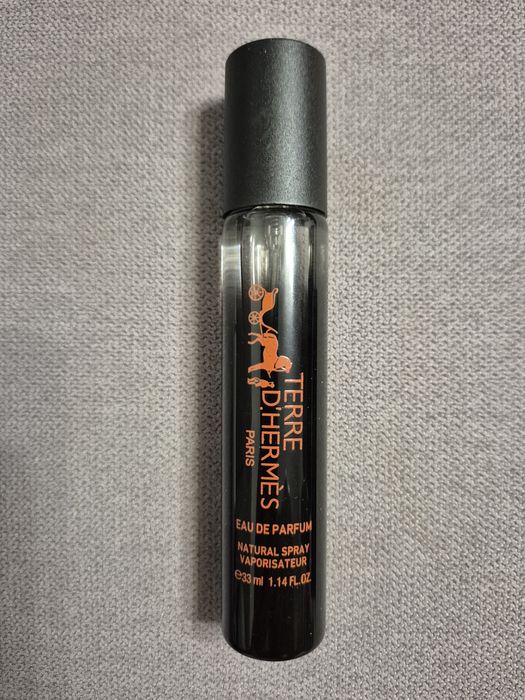 TERRE
D'HERMÈS
PARIS
EAU DE PARFUM
NATURAL SPRAY
VAPORISATEUR
℮33 ml 1.14 FL.OZ.